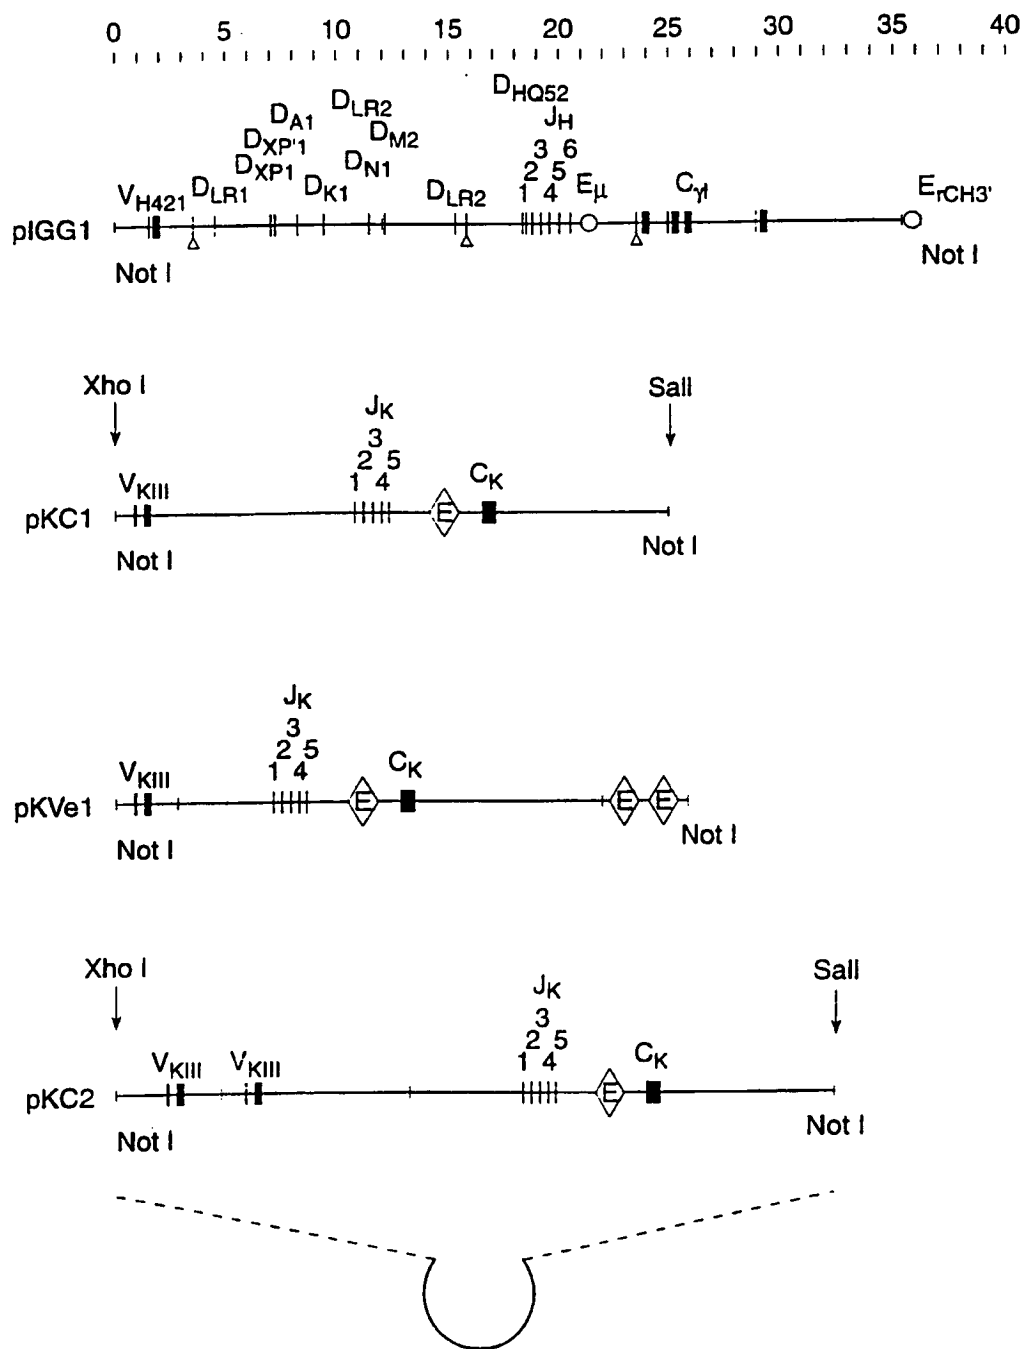 0 5 10 15 20 25 30 35 40
DHQ52
DLR2
DA1
JH
DXP'1
DM2
3 6
DXP1
DN1
2 5
VH421
DLR1
DK1
DLR2
1 4
Eμ
Cγl
ErCH3'
pIGG1
Not I
Not I
Xho I
SalI
JK
3
2 5
1 4
VKIII
CK
pKC1
Not I
Not I
JK
3
2 5
1 4
VKIII
CK
pKVe1
E
E
E
Not I
Not I
Xho I
SalI
JK
3
2 5
1 4
VKIII
VKIII
CK
pKC2
E
Not I
Not I